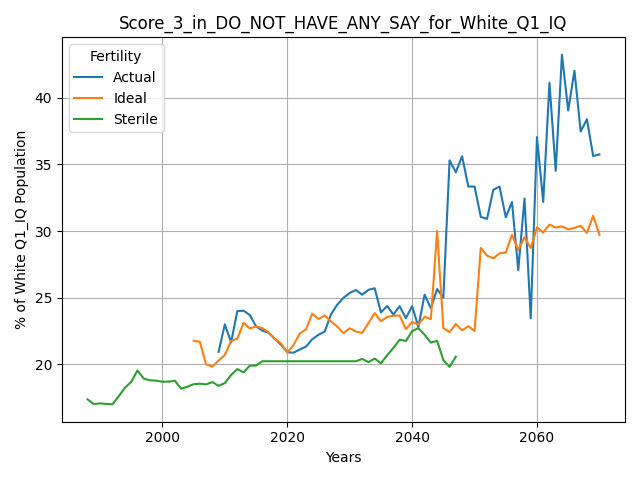 Score_3_in_DO_NOT_HAVE_ANY_SAY_for_White_Q1_IQ
Fertility
Actual
Ideal
Sterile
% of White Q1_IQ Population
40
35
30
25
20
2000
2020
2040
2060
Years